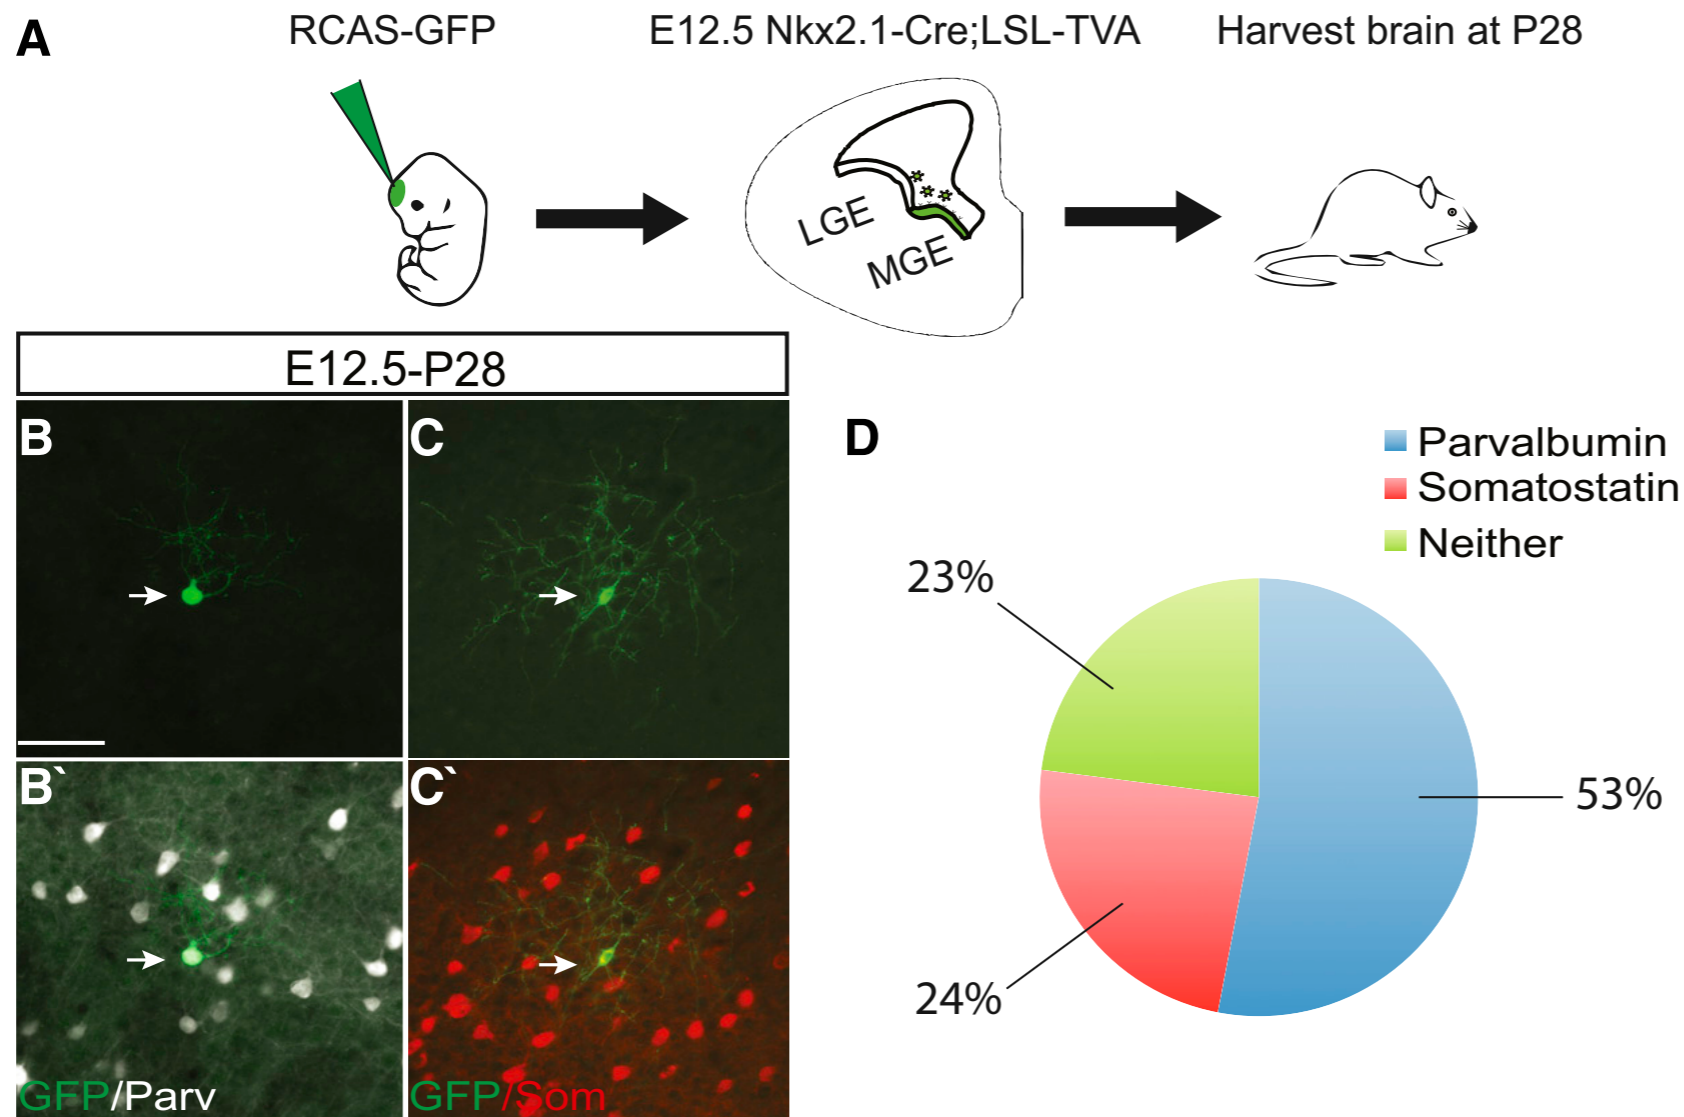 A
RCAS-GFP
E12.5 Nkx2.1-Cre;LSL-TVA
Harvest brain at P28
LGE
MGE
E12.5-P28
B
C
B`
GFP/Parv
C`
GFP/Som
D
Parvalbumin
Somatostatin
Neither
23%
53%
24%